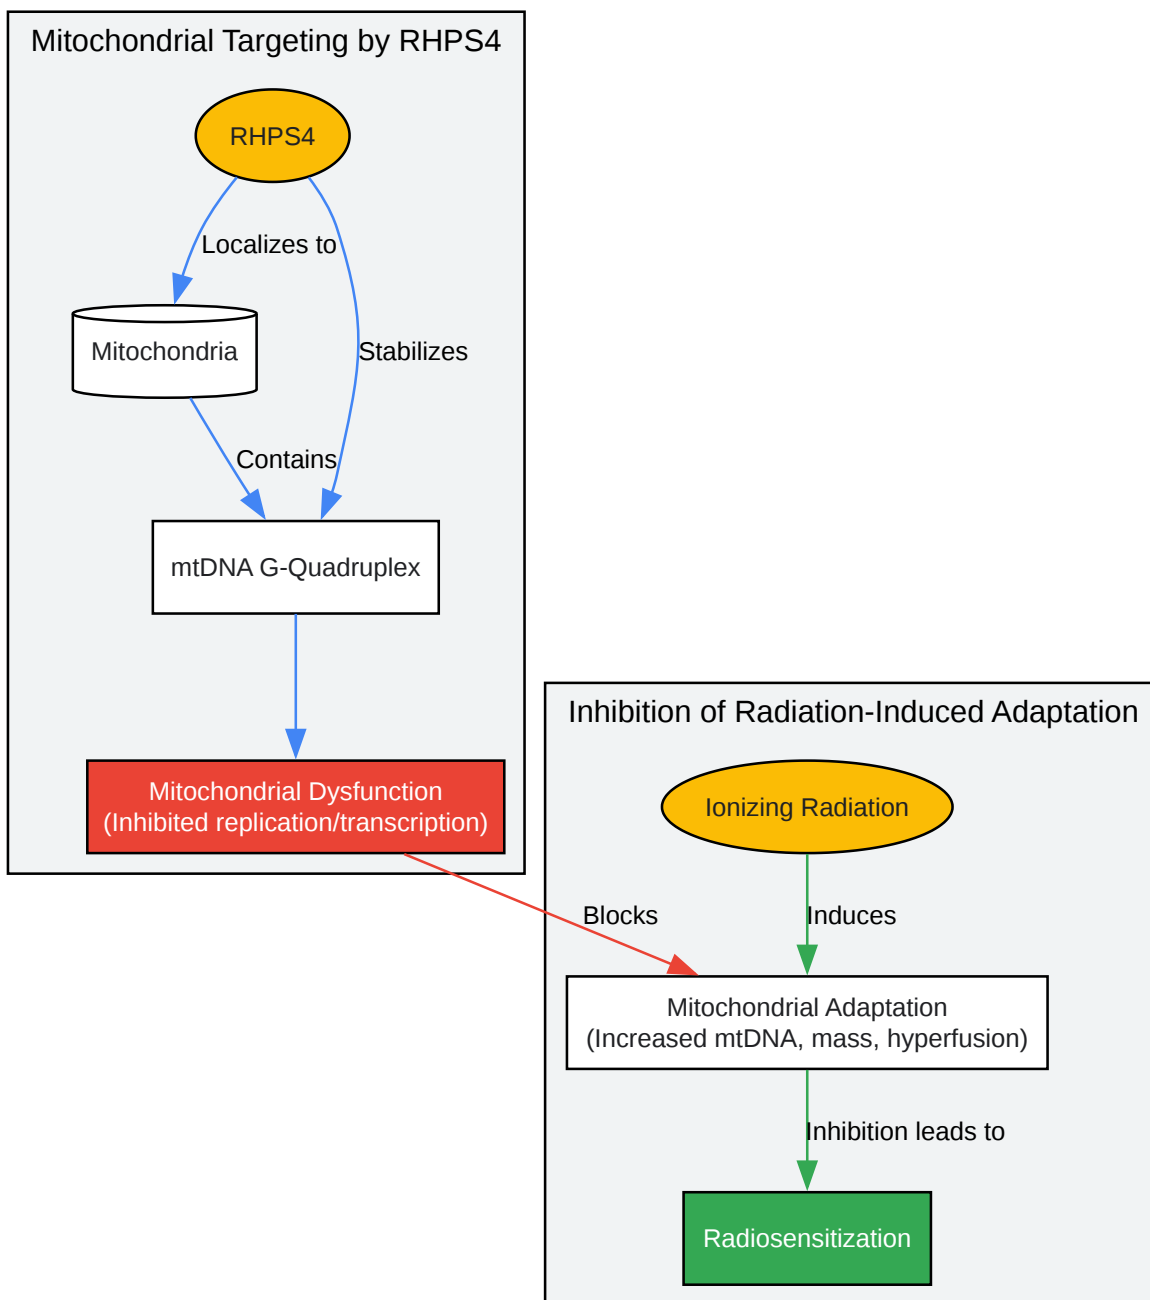 Mitochondrial Targeting by RHPS4
RHPS4
Localizes to
Mitochondria
Stabilizes
Contains
mtDNA G-Quadruplex
Mitochondrial Dysfunction
(Inhibited replication/transcription)
Inhibition of Radiation-Induced Adaptation
Ionizing Radiation
Blocks
Induces
Mitochondrial Adaptation
(Increased mtDNA, mass, hyperfusion)
Inhibition leads to
Radiosensitization